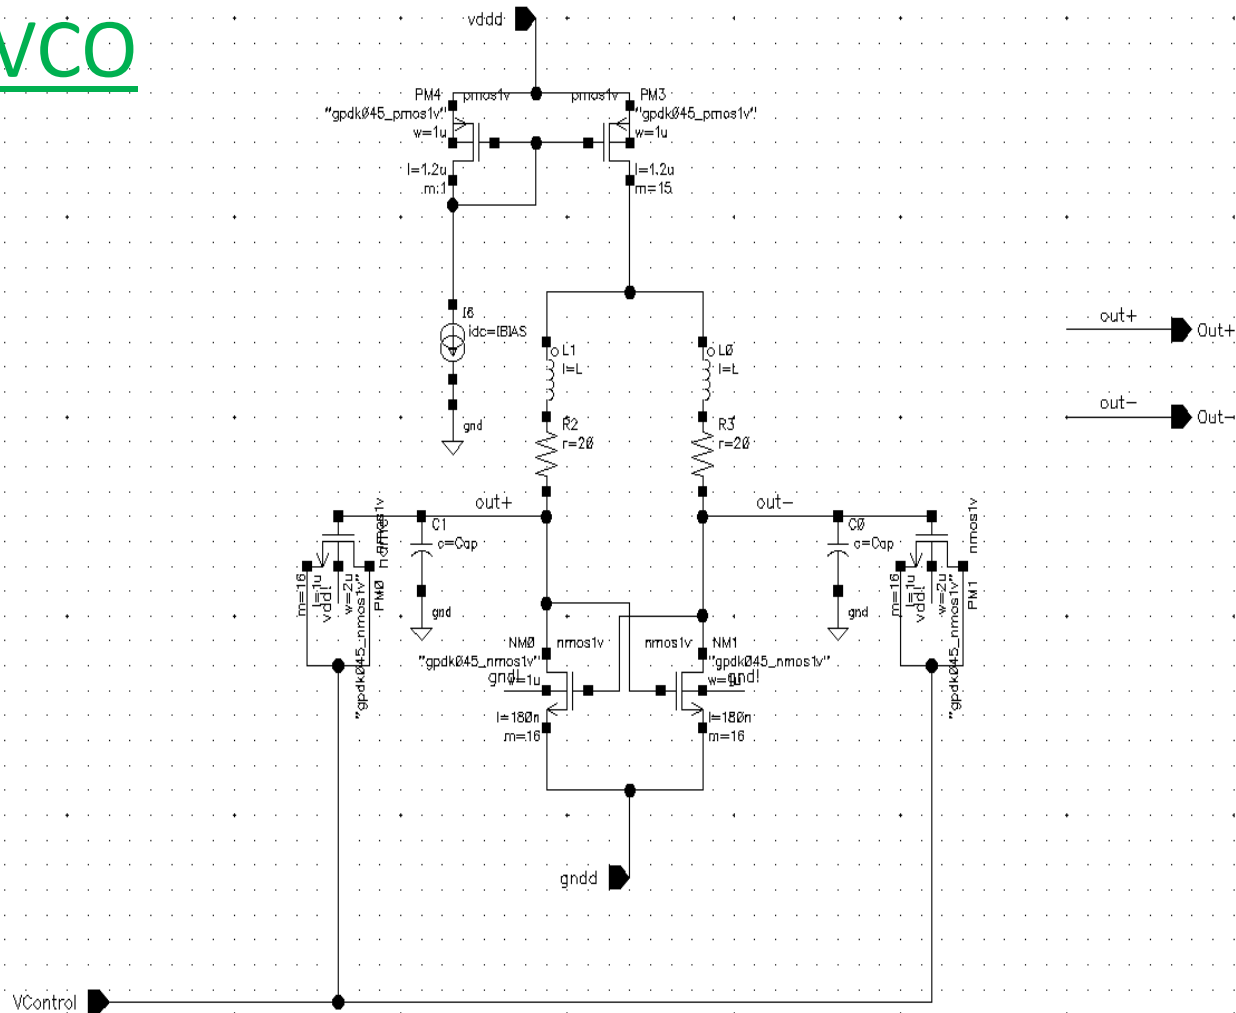 VCO
vddd
PM4 pmos1v pmos1v PM3
"gpdk045_pmos1v" "gpdk045_pmos1v"
w=1u w=1u
l=1.2u l=1.2u
m:1 m=15
I6
idc=IBIAS
gnd
L1 L0
l=L l=L
R2 R3
r=20 r=20
out+
Out+
out-
Out-
out+ out-
C1 C0
c=Cap c=Cap
gnd gnd
nmos1v
m=16
l=1u
vdd!
w=2u
"gpdk045_nmos1v"
PM0
nmos1v
m=16
l=1u
vdd!
w=2u
"gpdk045_nmos1v"
PM1
NM0 nmos1v nmos1v NM1
"gpdk045_nmos1v" "gpdk045_nmos1v"
gnd! w=1u w=1u gnd!
l=180n l=180n
m=16 m=16
gndd
VControl